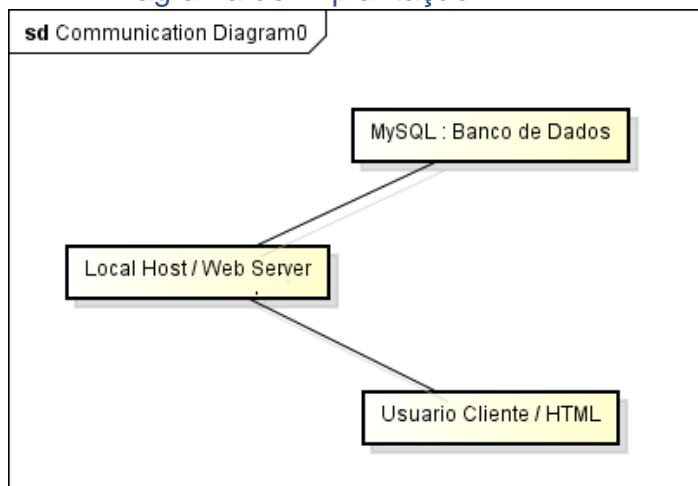 sd Communication Diagram0
MySQL : Banco de Dados
Local Host / Web Server
Usuario Cliente / HTML